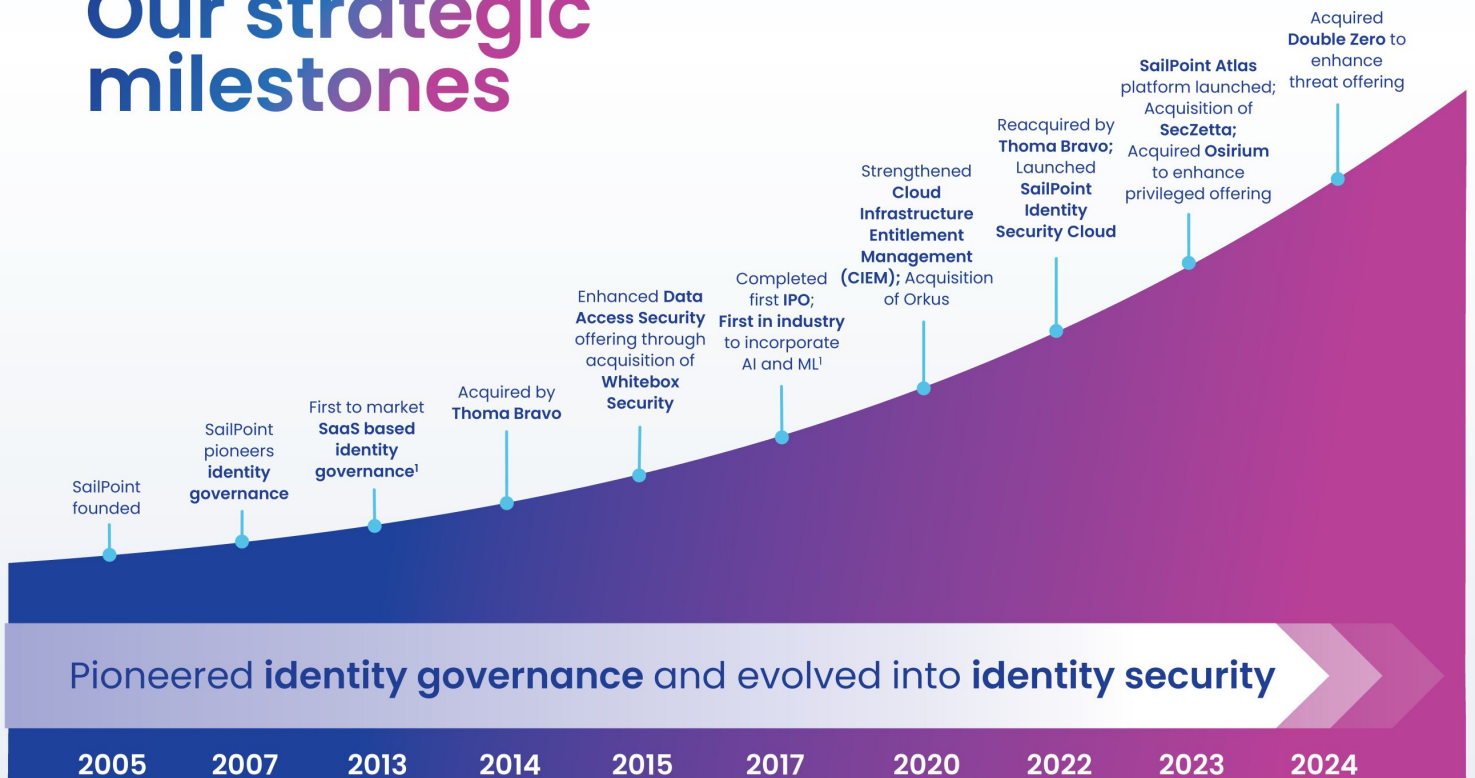 Our strategic
milestones
SailPoint
founded
SailPoint
pioneers
identity
governance
First to market
SaaS based
identity
governance¹
Acquired by
Thoma Bravo
Enhanced Data
Access Security
offering through
acquisition of
Whitebox
Security
Completed
first IPO;
First in industry
to incorporate
AI and ML¹
Strengthened
Cloud
Infrastructure
Entitlement
Management
(CIEM); Acquisition
of Orkus
Reacquired by
Thoma Bravo;
Launched
SailPoint
Identity
Security Cloud
SailPoint Atlas
platform launched;
Acquisition of
SecZetta;
Acquired Osirium
to enhance
privileged offering
Acquired
Double Zero to
enhance
threat offering
Pioneered identity governance and evolved into identity security
2005 2007 2013 2014 2015 2017 2020 2022 2023 2024